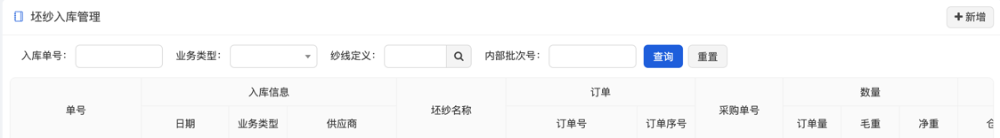 坯纱入库管理 新增
入库单号： 业务类型： 纱线定义： 内部批次号： 查询 重置
入库信息 订单 数量
单号 坯纱名称 采购单号
日期 业务类型 供应商 订单号 订单序号 订单量 毛重 净重